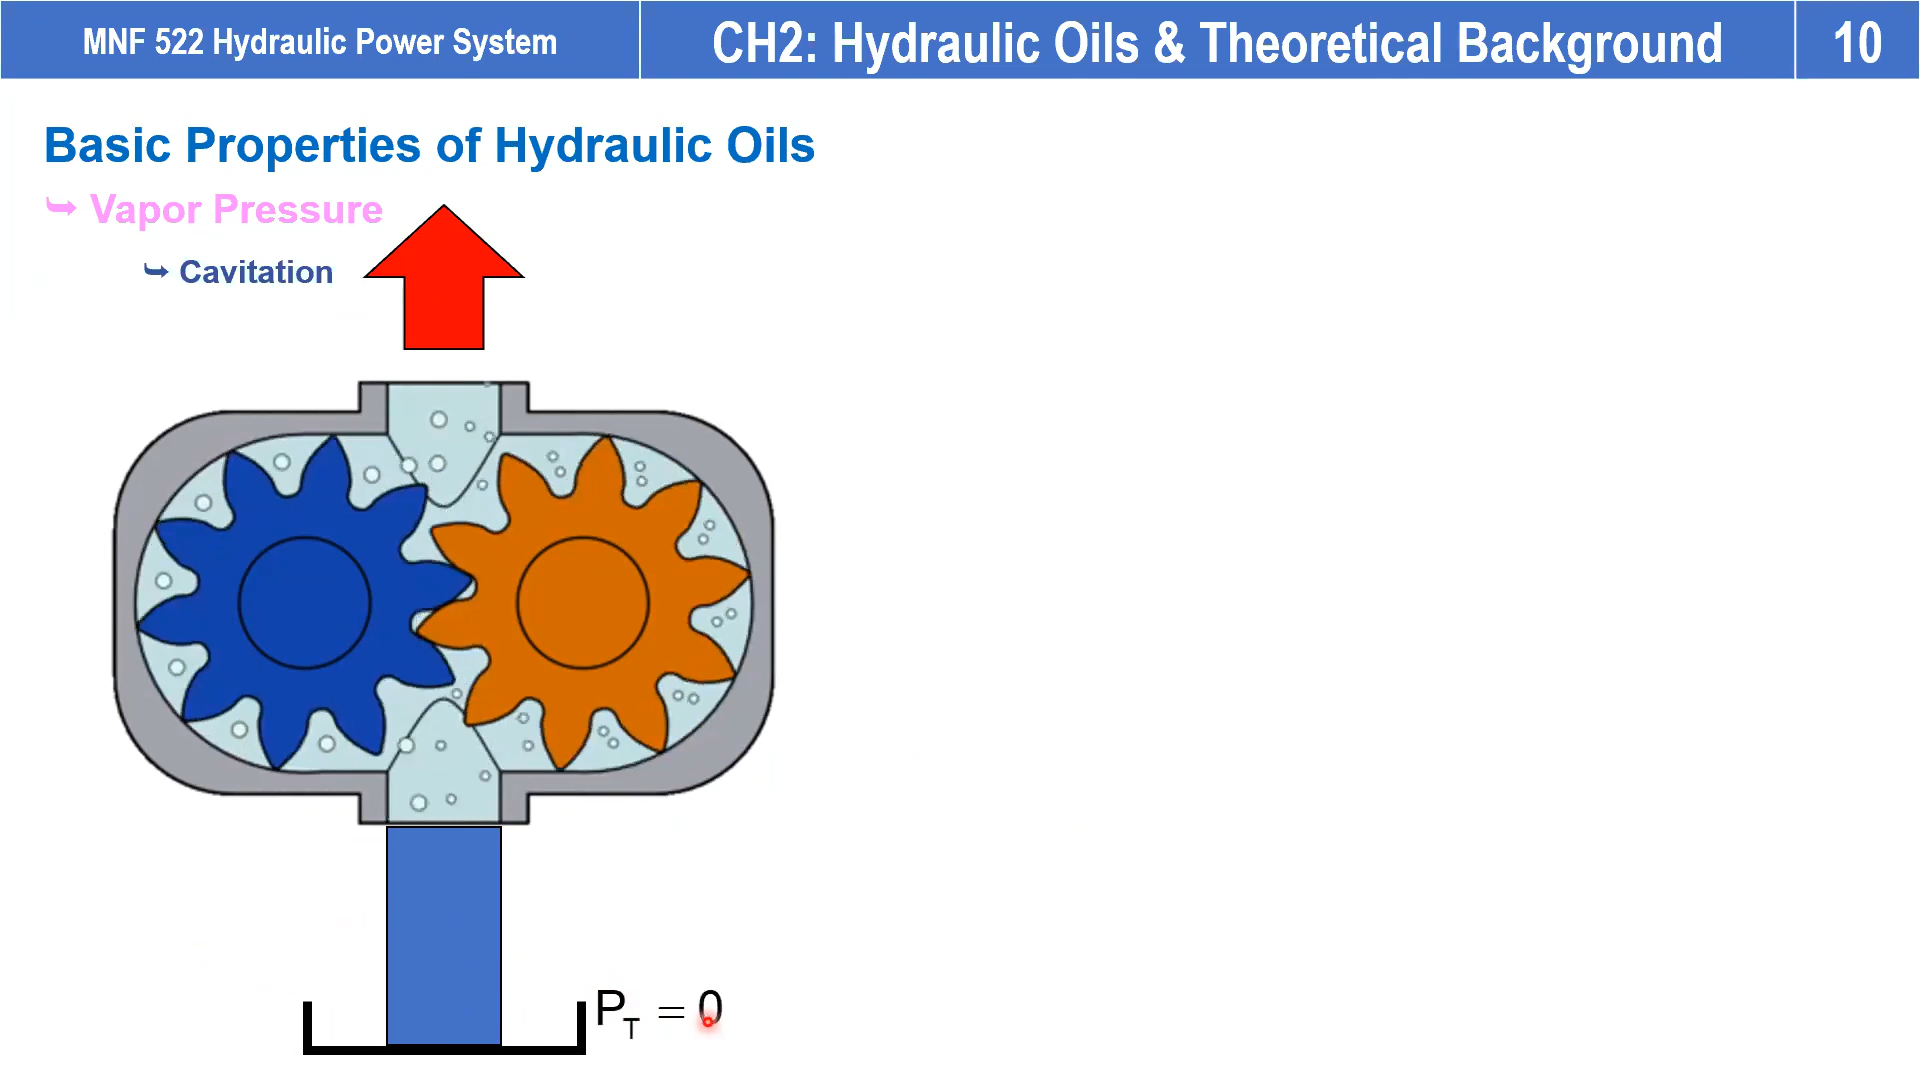 MNF 522 Hydraulic Power System
CH2: Hydraulic Oils & Theoretical Background
10
Basic Properties of Hydraulic Oils
⮩ Vapor Pressure
⮩ Cavitation
P_T = 0